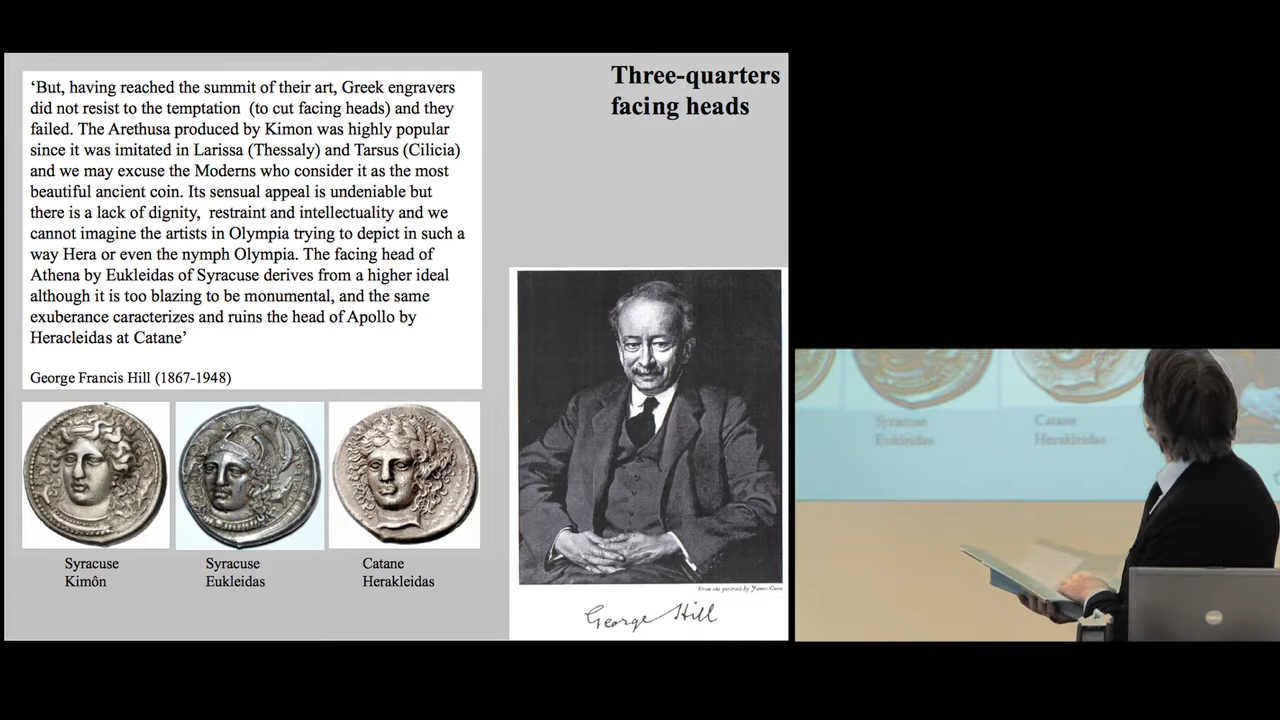 Three-quarters
facing heads
‘But, having reached the summit of their art, Greek engravers
did not resist to the temptation (to cut facing heads) and they
failed. The Arethusa produced by Kimon was highly popular
since it was imitated in Larissa (Thessaly) and Tarsus (Cilicia)
and we may excuse the Moderns who consider it as the most
beautiful ancient coin. Its sensual appeal is undeniable but
there is a lack of dignity, restraint and intellectuality and we
cannot imagine the artists in Olympia trying to depict in such a
way Hera or even the nymph Olympia. The facing head of
Athena by Eukleidas of Syracuse derives from a higher ideal
although it is too blazing to be monumental, and the same
exuberance caracterizes and ruins the head of Apollo by
Heracleidas at Catane’
George Francis Hill (1867-1948)
Syracuse
Kimôn
Syracuse
Eukleidas
Catane
Herakleidas
From the portrait by James Gunn
George Hill
Syracuse
Eukleidas
Catane
Herakleidas